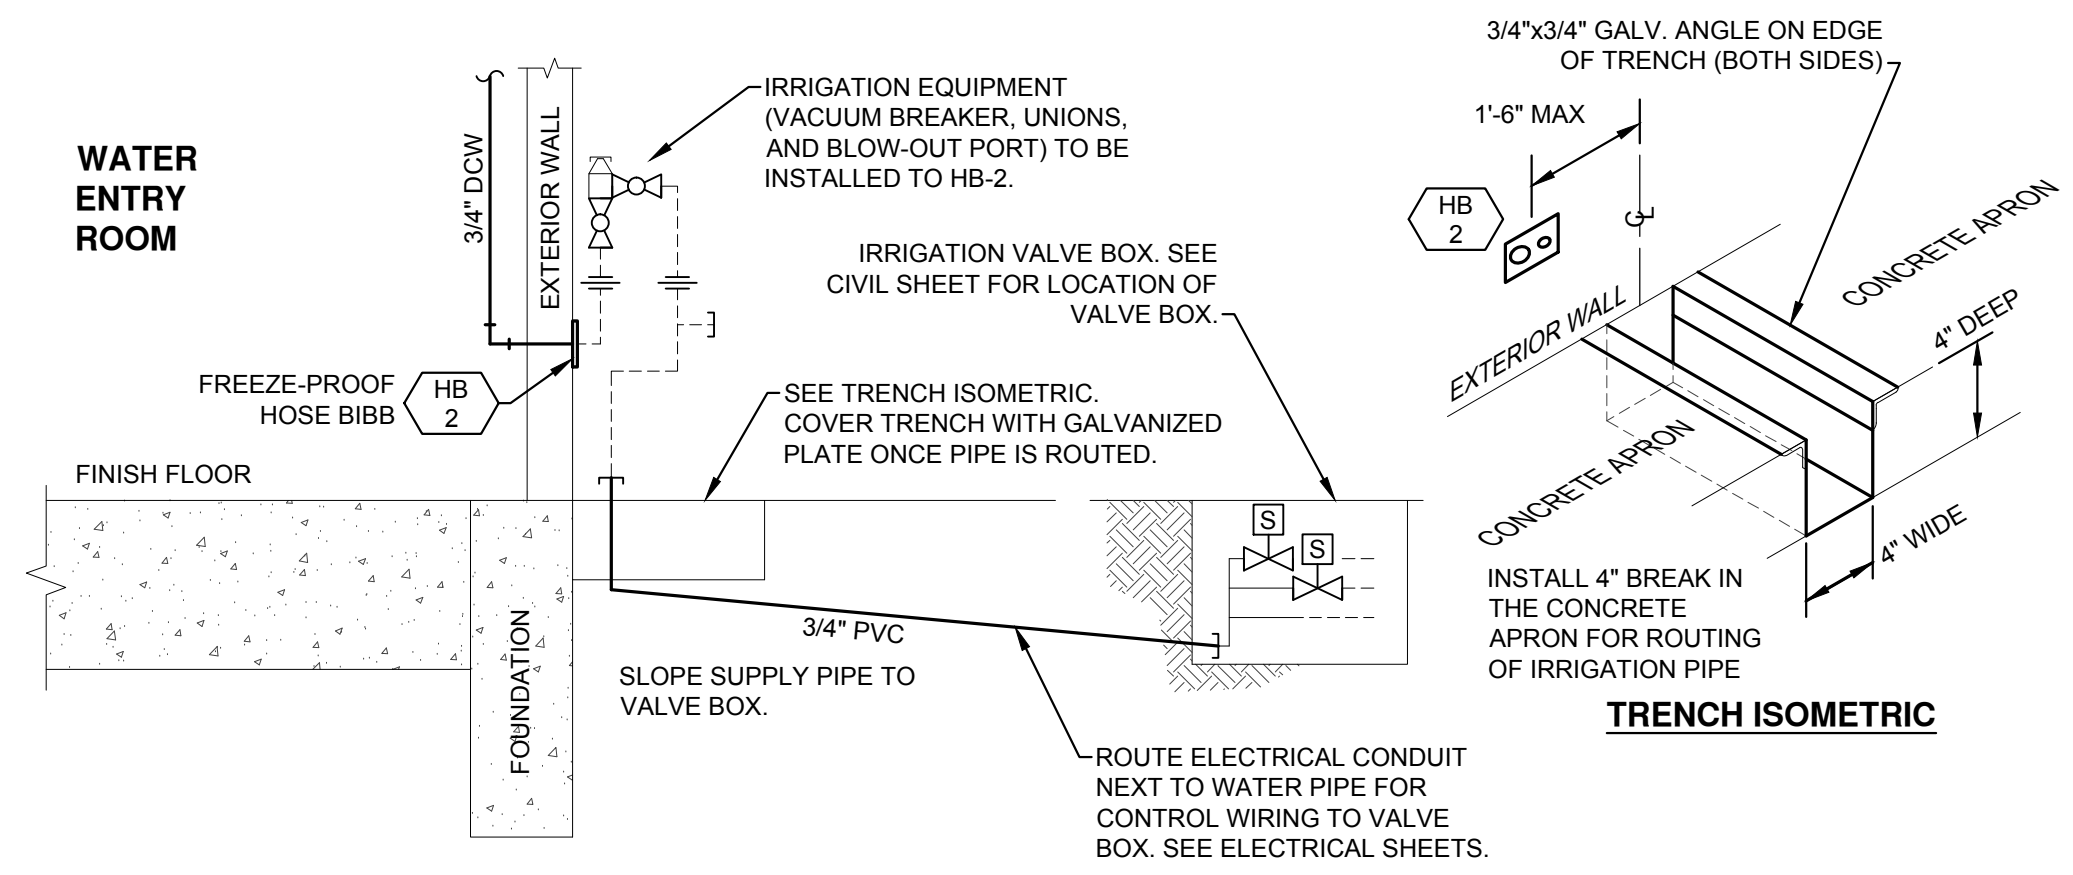 WATER
ENTRY
ROOM
3/4" DCW
EXTERIOR WALL
IRRIGATION EQUIPMENT
(VACUUM BREAKER, UNIONS,
AND BLOW-OUT PORT) TO BE
INSTALLED TO HB-2.
IRRIGATION VALVE BOX. SEE
CIVIL SHEET FOR LOCATION OF
VALVE BOX.
FREEZE-PROOF
HOSE BIBB
HB
2
SEE TRENCH ISOMETRIC.
COVER TRENCH WITH GALVANIZED
PLATE ONCE PIPE IS ROUTED.
FINISH FLOOR
FOUNDATION
S
S
3/4" PVC
SLOPE SUPPLY PIPE TO
VALVE BOX.
ROUTE ELECTRICAL CONDUIT
NEXT TO WATER PIPE FOR
CONTROL WIRING TO VALVE
BOX. SEE ELECTRICAL SHEETS.
3/4"x3/4" GALV. ANGLE ON EDGE
OF TRENCH (BOTH SIDES)
1'-6" MAX
HB
2
CL
CONCRETE APRON
EXTERIOR WALL
4" DEEP
CONCRETE APRON
4" WIDE
INSTALL 4" BREAK IN
THE CONCRETE
APRON FOR ROUTING
OF IRRIGATION PIPE
TRENCH ISOMETRIC